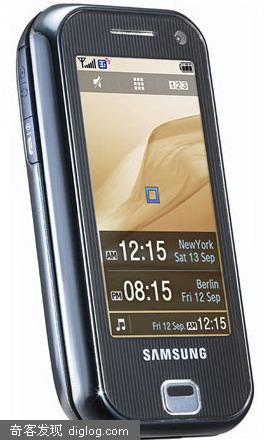 123
AM 12:15 NewYork
Sat 13 Sep
PM 08:15 Berlin
Fri 12 Sep
Fri 12 Sep. AM 12:15
SAMSUNG
奇客发现 diglog.com